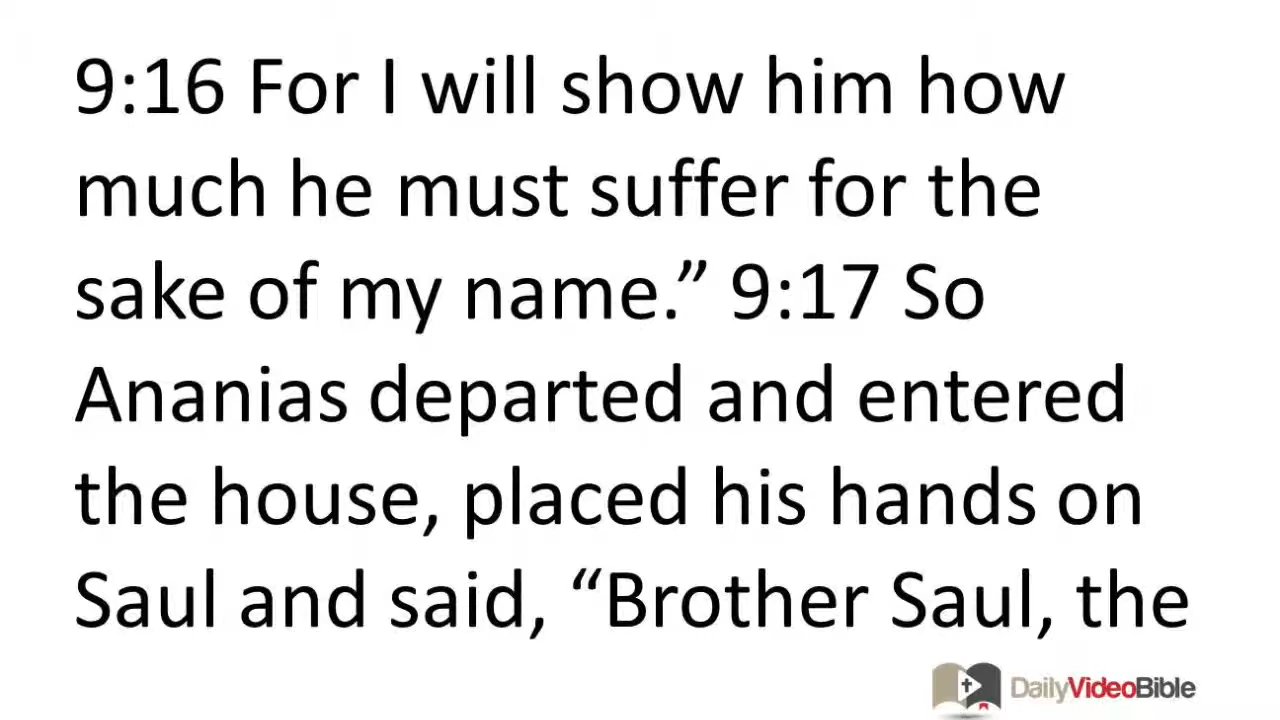 9:16 For I will show him how
much he must suffer for the
sake of my name.” 9:17 So
Ananias departed and entered
the house, placed his hands on
Saul and said, “Brother Saul, the
DailyVideoBible